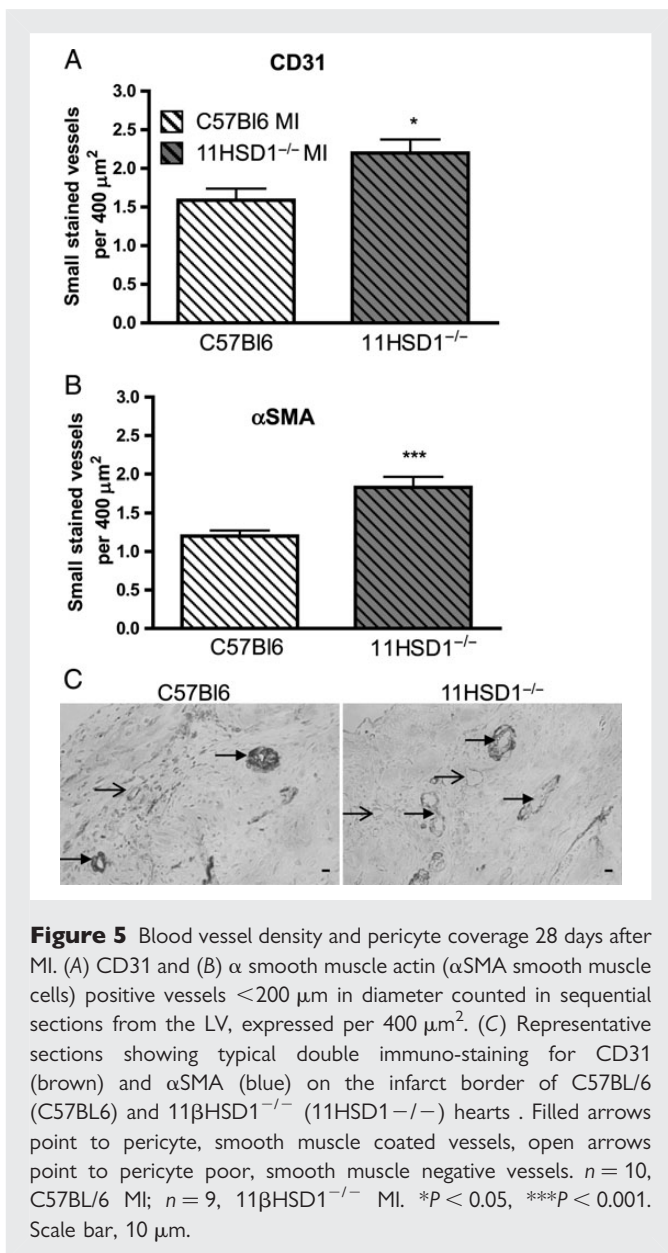 A
CD31
3.0
2.5
2.0
1.5
1.0
0.5
0.0
Small stained vessels
per 400 μm²
C57Bl6 MI
11HSD1⁻/⁻ MI
*
C57Bl6
11HSD1⁻/⁻
B
αSMA
3.0
2.5
2.0
1.5
1.0
0.5
0.0
Small stained vessels
per 400 μm²
***
C57Bl6
11HSD1⁻/⁻
C
C57Bl6
11HSD1⁻/⁻
Figure 5 Blood vessel density and pericyte coverage 28 days after
MI. (A) CD31 and (B) α smooth muscle actin (αSMA smooth muscle
cells) positive vessels <200 μm in diameter counted in sequential
sections from the LV, expressed per 400 μm². (C) Representative
sections showing typical double immuno-staining for CD31
(brown) and αSMA (blue) on the infarct border of C57BL/6
(C57BL6) and 11βHSD1⁻/⁻ (11HSD1−/−) hearts . Filled arrows
point to pericyte, smooth muscle coated vessels, open arrows
point to pericyte poor, smooth muscle negative vessels. n = 10,
C57BL/6 MI; n = 9, 11βHSD1⁻/⁻ MI. *P < 0.05, ***P < 0.001.
Scale bar, 10 μm.